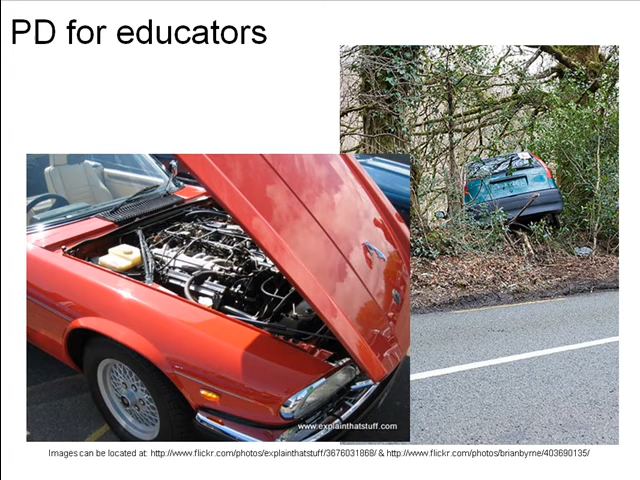 PD for educators
www.explainthatstuff.com
Images can be located at: http://www.flickr.com/photos/explainthatstuff/3676031868/ & http://www.flickr.com/photos/brianbyrne/403690135/